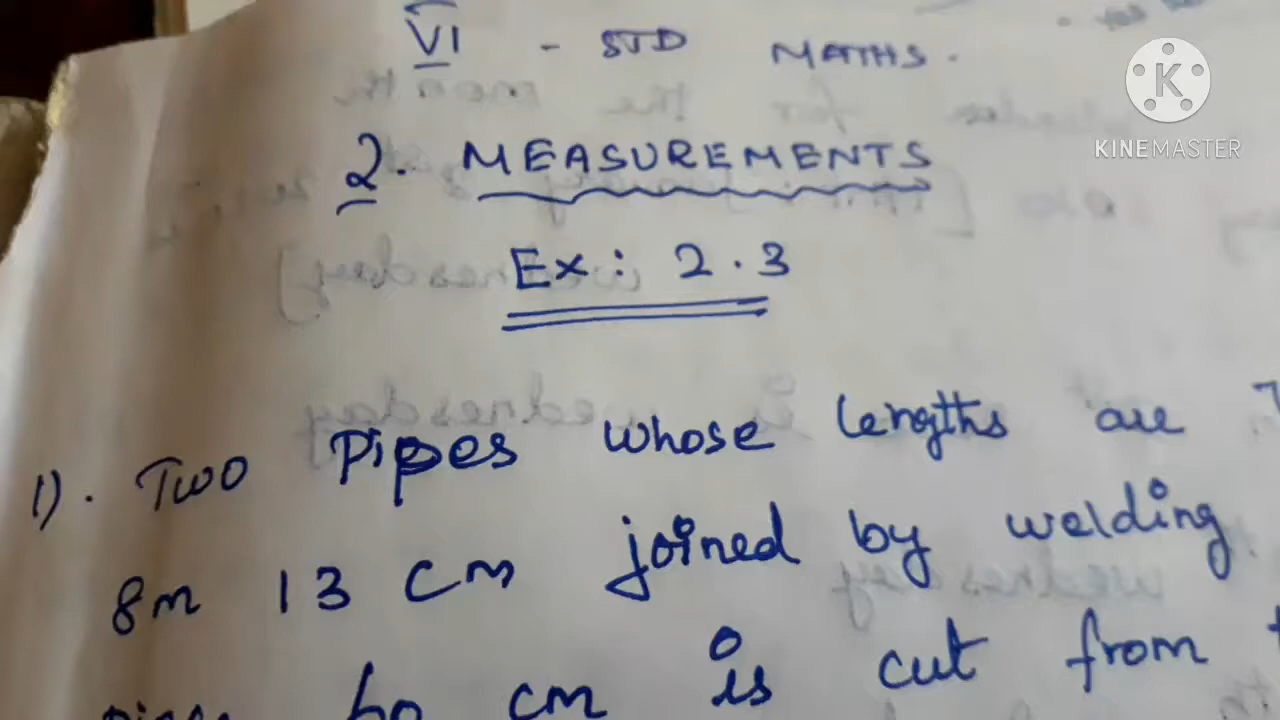 VI - STD MATHS.
KINEMASTER
2. MEASUREMENTS
Ex: 2.3
1). Two Pipes whose lengths are
8m 13 cm joined by welding
60 cm is cut from